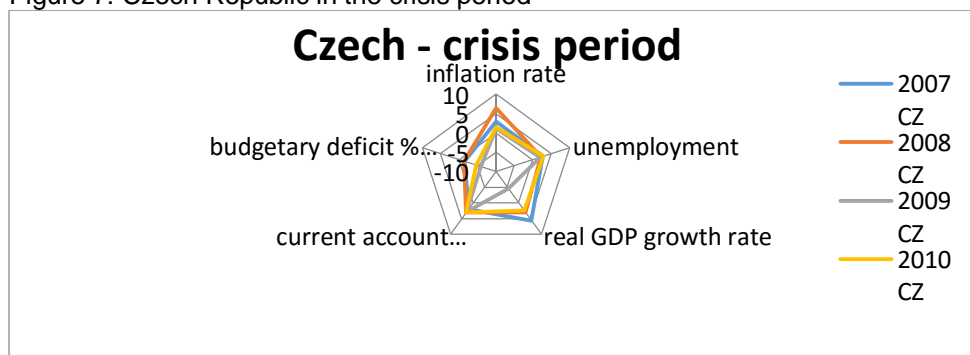 Figure 7. Czech Republic in the crisis period
Czech - crisis period
inflation rate
10
5
0
-5
-10
budgetary deficit %...
unemployment
current account...
real GDP growth rate
2007
CZ
2008
CZ
2009
CZ
2010
CZ